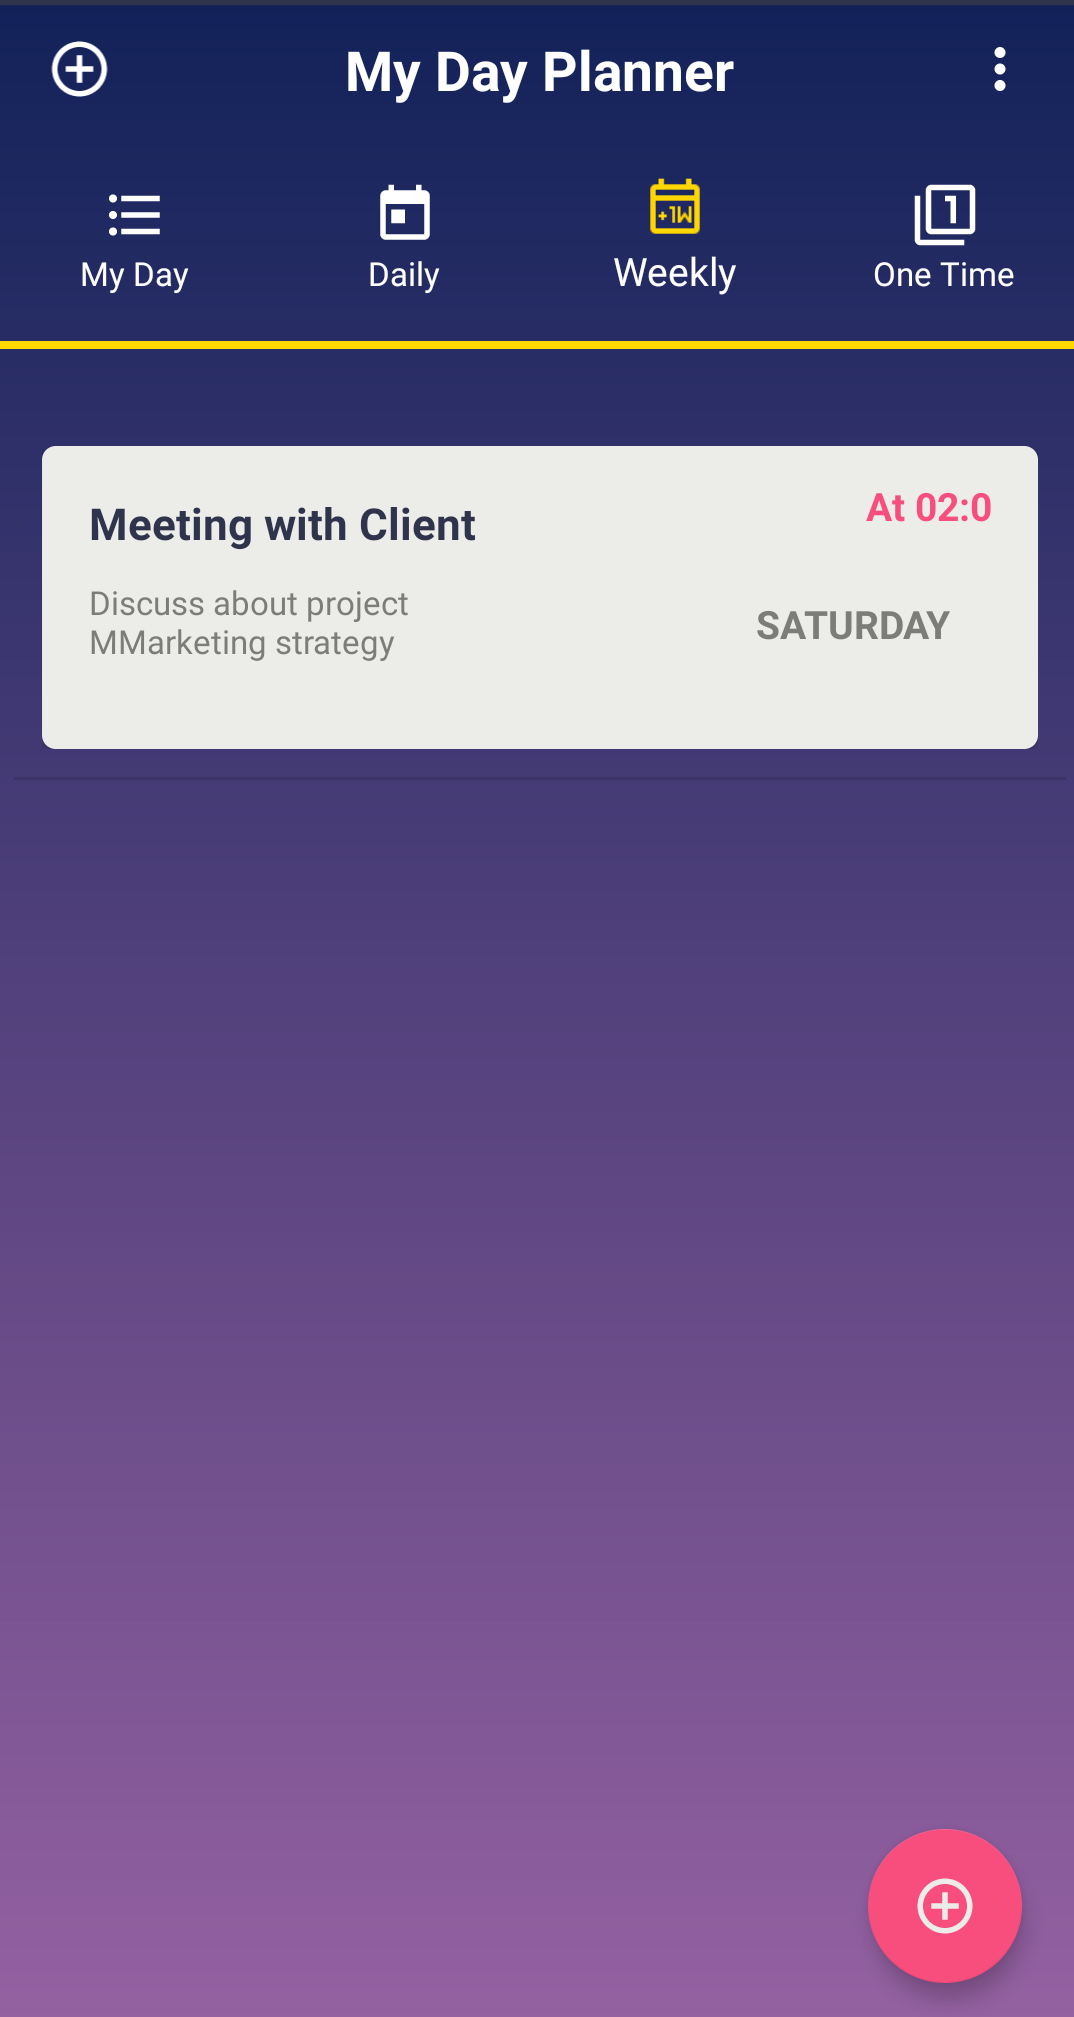 My Day Planner
My Day
Daily
+1W
Weekly
1
One Time
At 02:0
Meeting with Client
Discuss about project
MMarketing strategy
SATURDAY